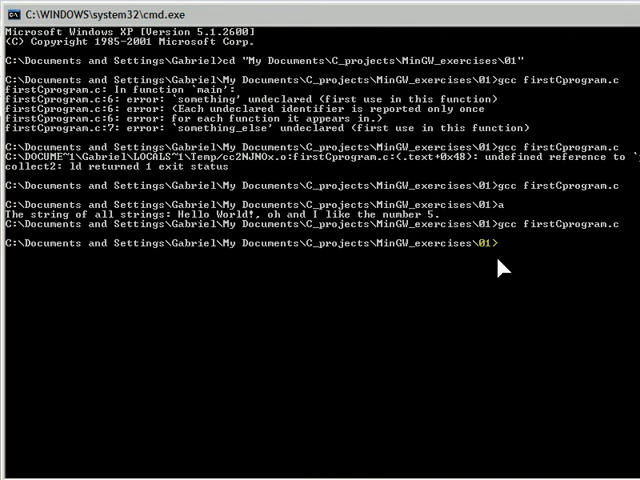 C:\WINDOWS\system32\cmd.exe
Microsoft Windows XP [Version 5.1.2600]
(C) Copyright 1985-2001 Microsoft Corp.
C:\Documents and Settings\Gabriel>cd "My Documents\C_projects\MinGW_exercises\01"
C:\Documents and Settings\Gabriel\My Documents\C_projects\MinGW_exercises\01>gcc firstCprogram.c
firstCprogram.c: In function `main':
firstCprogram.c:6: error: `something' undeclared (first use in this function)
firstCprogram.c:6: error: (Each undeclared identifier is reported only once
firstCprogram.c:6: error: for each function it appears in.)
firstCprogram.c:7: error: `something_else' undeclared (first use in this function)
C:\Documents and Settings\Gabriel\My Documents\C_projects\MinGW_exercises\01>gcc firstCprogram.c
C:\DOCUME~1\Gabriel\LOCALS~1\Temp/cc2NJNOx.o:firstCprogram.c:(.text+0x48): undefined reference to `
collect2: ld returned 1 exit status
C:\Documents and Settings\Gabriel\My Documents\C_projects\MinGW_exercises\01>gcc firstCprogram.c
C:\Documents and Settings\Gabriel\My Documents\C_projects\MinGW_exercises\01>a
The string of all strings: Hello World!, oh and I like the number 5.
C:\Documents and Settings\Gabriel\My Documents\C_projects\MinGW_exercises\01>gcc firstCprogram.c
C:\Documents and Settings\Gabriel\My Documents\C_projects\MinGW_exercises\01>